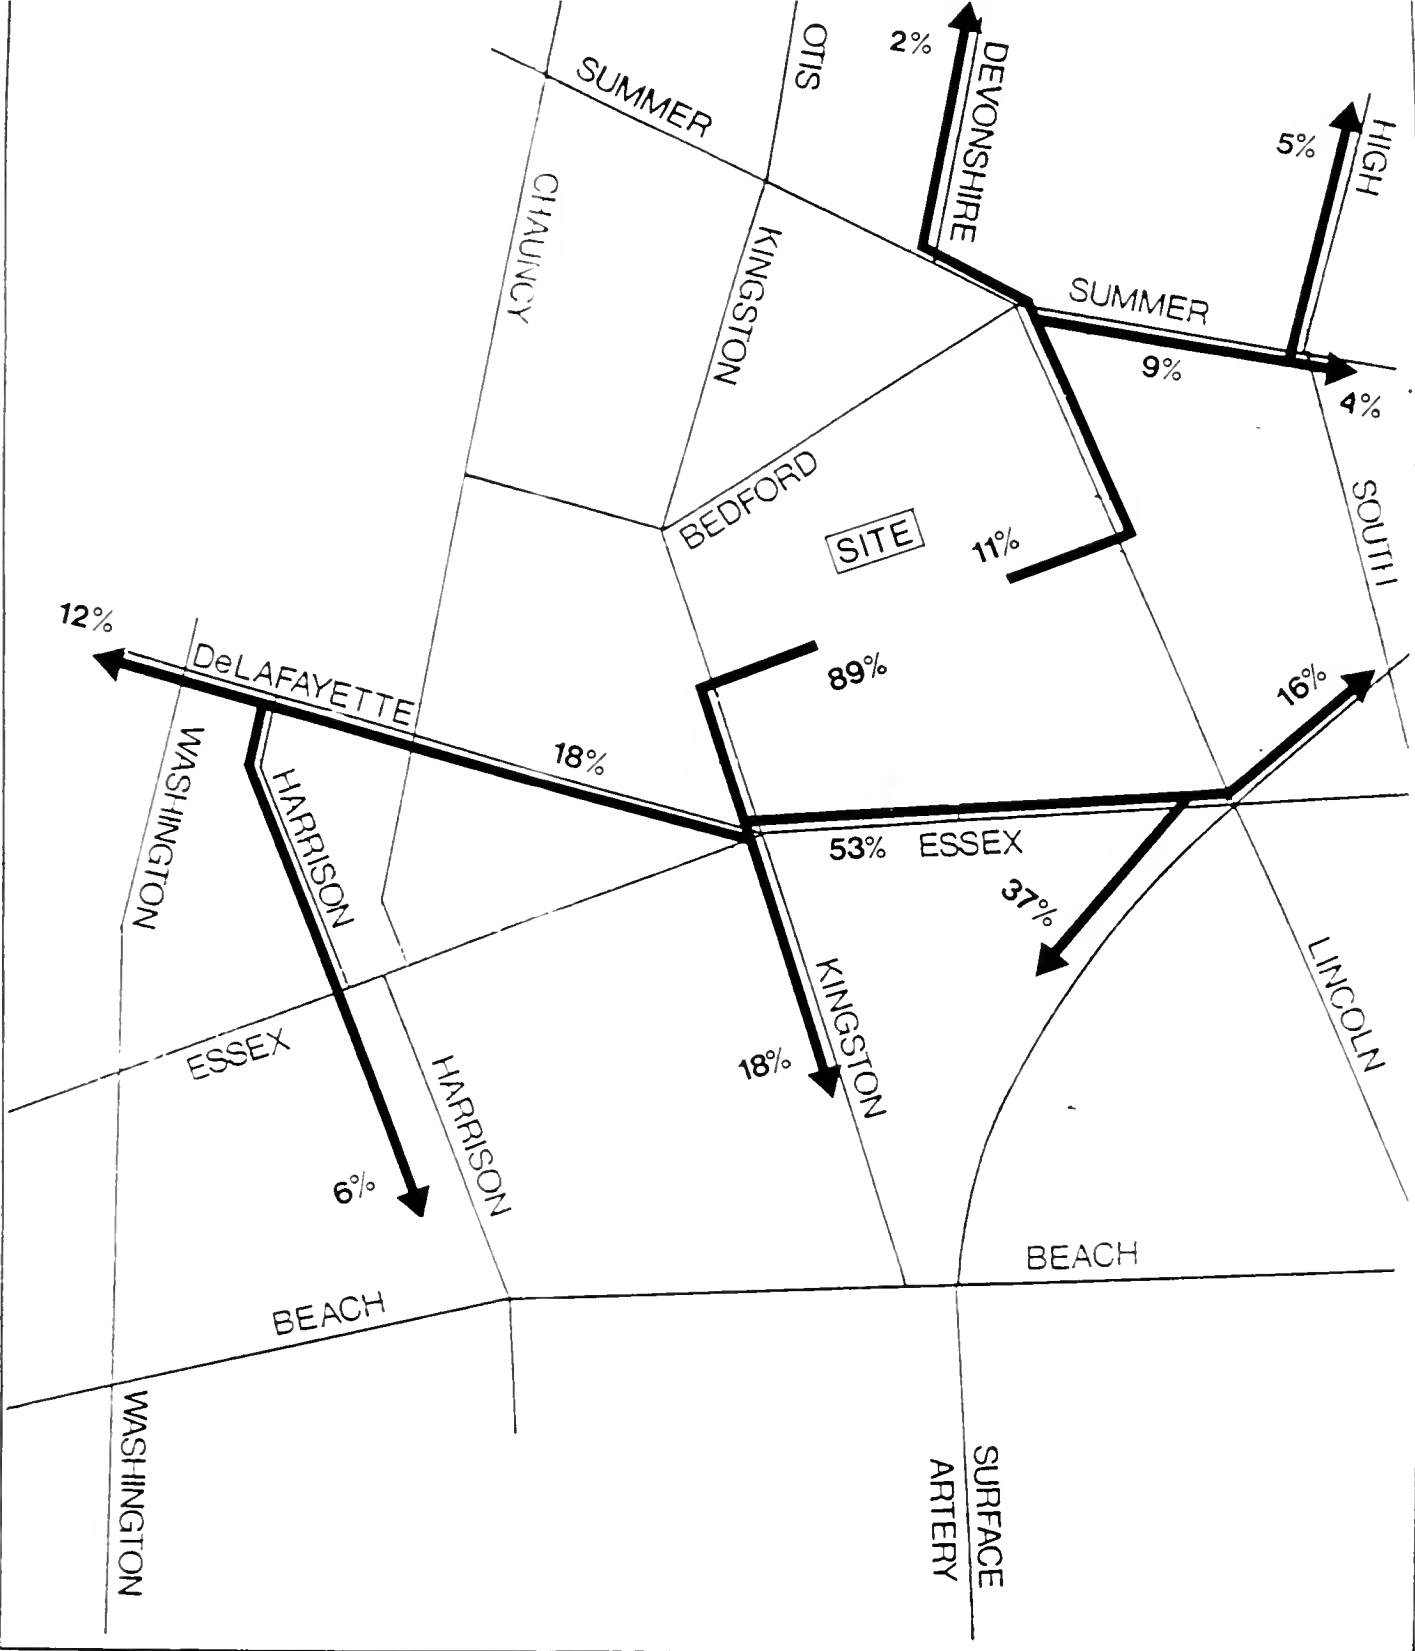 OTIS
2%
DEVONSHIRE
SUMMER
5%
HIGH
CHAUNCY
KINGSTON
SUMMER
9%
4%
BEDFORD
SITE
11%
SOUTH
12%
DeLAFAYETTE
89%
16%
WASHINGTON
18%
HARRISON
53% ESSEX
37%
KINGSTON
LINCOLN
ESSEX
HARRISON
18%
6%
BEACH
BEACH
WASHINGTON
SURFACE
ARTERY